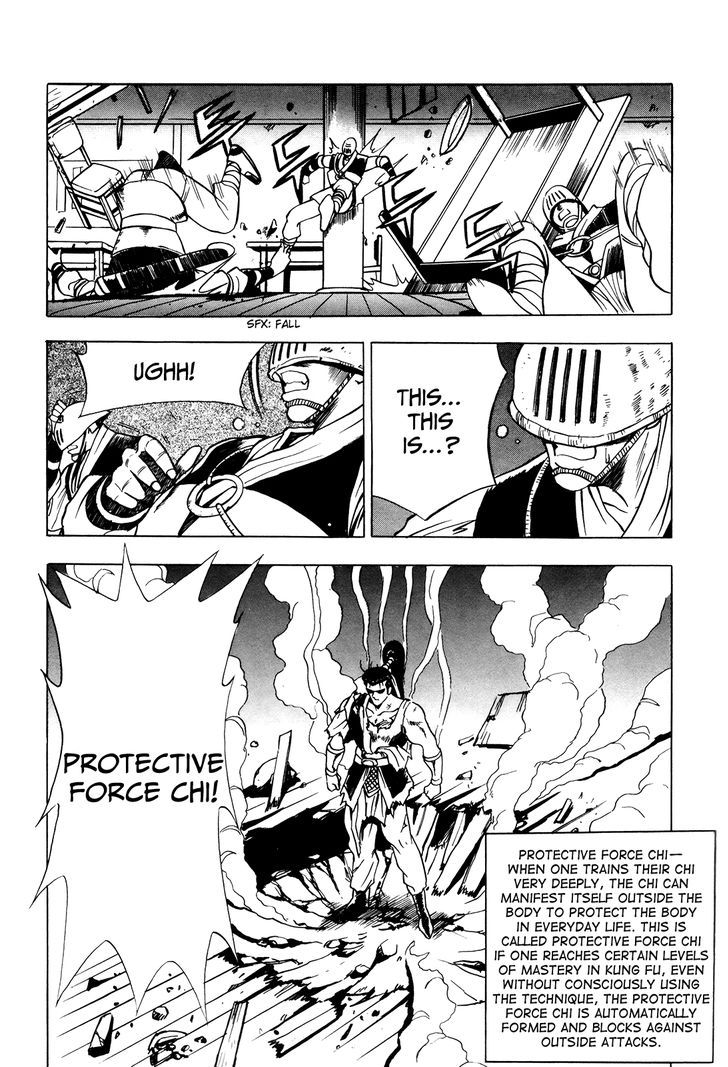 SFX: FALL
UGHH!
THIS...
THIS
IS...?
PROTECTIVE
FORCE CHI!
PROTECTIVE FORCE CHI—
WHEN ONE TRAINS THEIR CHI
VERY DEEPLY, THE CHI CAN
MANIFEST ITSELF OUTSIDE THE
BODY TO PROTECT THE BODY
IN EVERYDAY LIFE. THIS IS
CALLED PROTECTIVE FORCE CHI
IF ONE REACHES CERTAIN LEVELS
OF MASTERY IN KUNG FU, EVEN
WITHOUT CONSCIOUSLY USING
THE TECHNIQUE, THE PROTECTIVE
FORCE CHI IS AUTOMATICALLY
FORMED AND BLOCKS AGAINST
OUTSIDE ATTACKS.